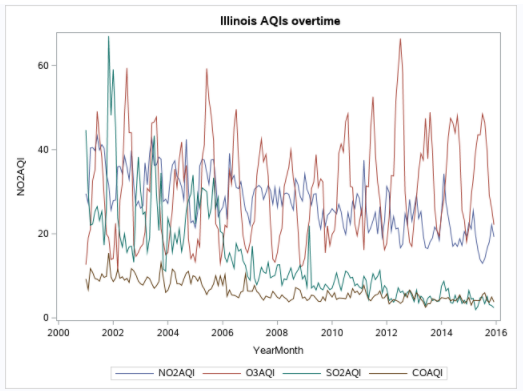 Illinois AQIs overtime
NO2AQI
60
40
20
0
2000 2002 2004 2006 2008 2010 2012 2014 2016
YearMonth
NO2AQI O3AQI SO2AQI COAQI